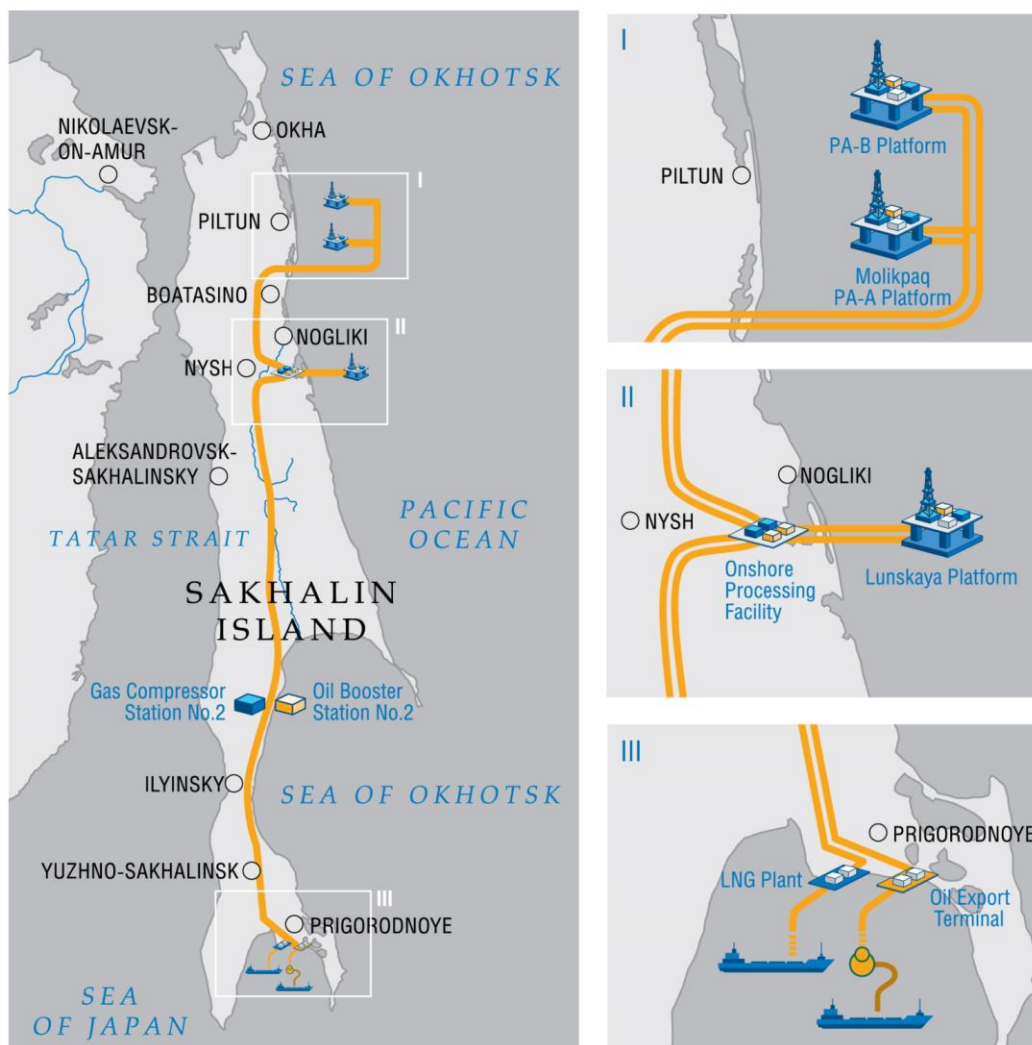 SEA OF OKHOTSK
NIKOLAEVSK-
ON-AMUR
OKHA
I
PILTUN
BOATASINO
II
NOGLIKI
NYSH
ALEKSANDROVSK-
SAKHALINSKY
PACIFIC
OCEAN
TATAR STRAIT
SAKHALIN
ISLAND
Gas Compressor
Station No.2
Oil Booster
Station No.2
ILYINSKY
SEA OF OKHOTSK
YUZHNO-SAKHALINSK
III
PRIGORODNOYE
SEA
OF JAPAN
I
PA-B Platform
PILTUN
Molikpaq
PA-A Platform
II
NOGLIKI
NYSH
Onshore
Processing
Facility
Lunskaya Platform
III
PRIGORODNOYE
LNG Plant
Oil Export
Terminal